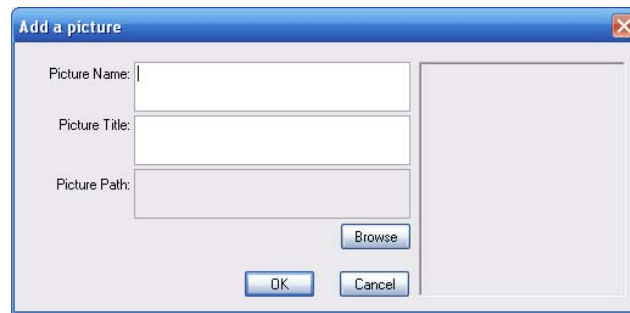 Add a picture
Picture Name:
Picture Title:
Picture Path:
Browse
OK
Cancel